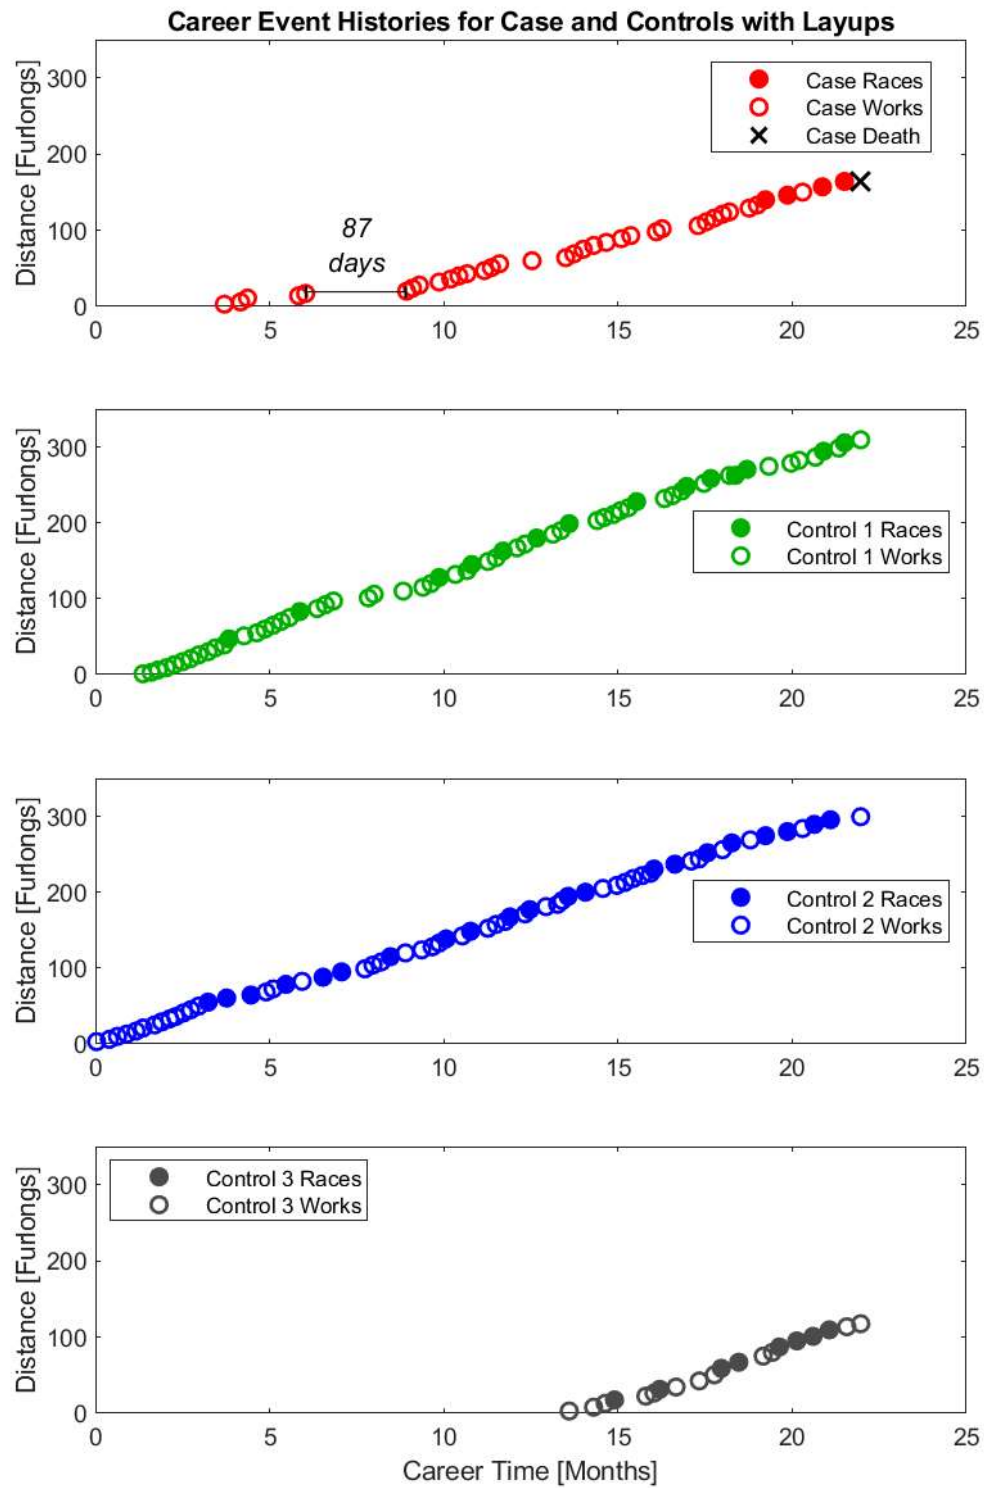 Career Event Histories for Case and Controls with Layups
Distance [Furlongs]
300
200
100
0
87
days
Case Races
Case Works
Case Death
0 5 10 15 20 25
Distance [Furlongs]
300
200
100
0
Control 1 Races
Control 1 Works
0 5 10 15 20 25
Distance [Furlongs]
300
200
100
0
Control 2 Races
Control 2 Works
0 5 10 15 20 25
Distance [Furlongs]
300
200
100
0
Control 3 Races
Control 3 Works
0 5 10 15 20 25
Career Time [Months]